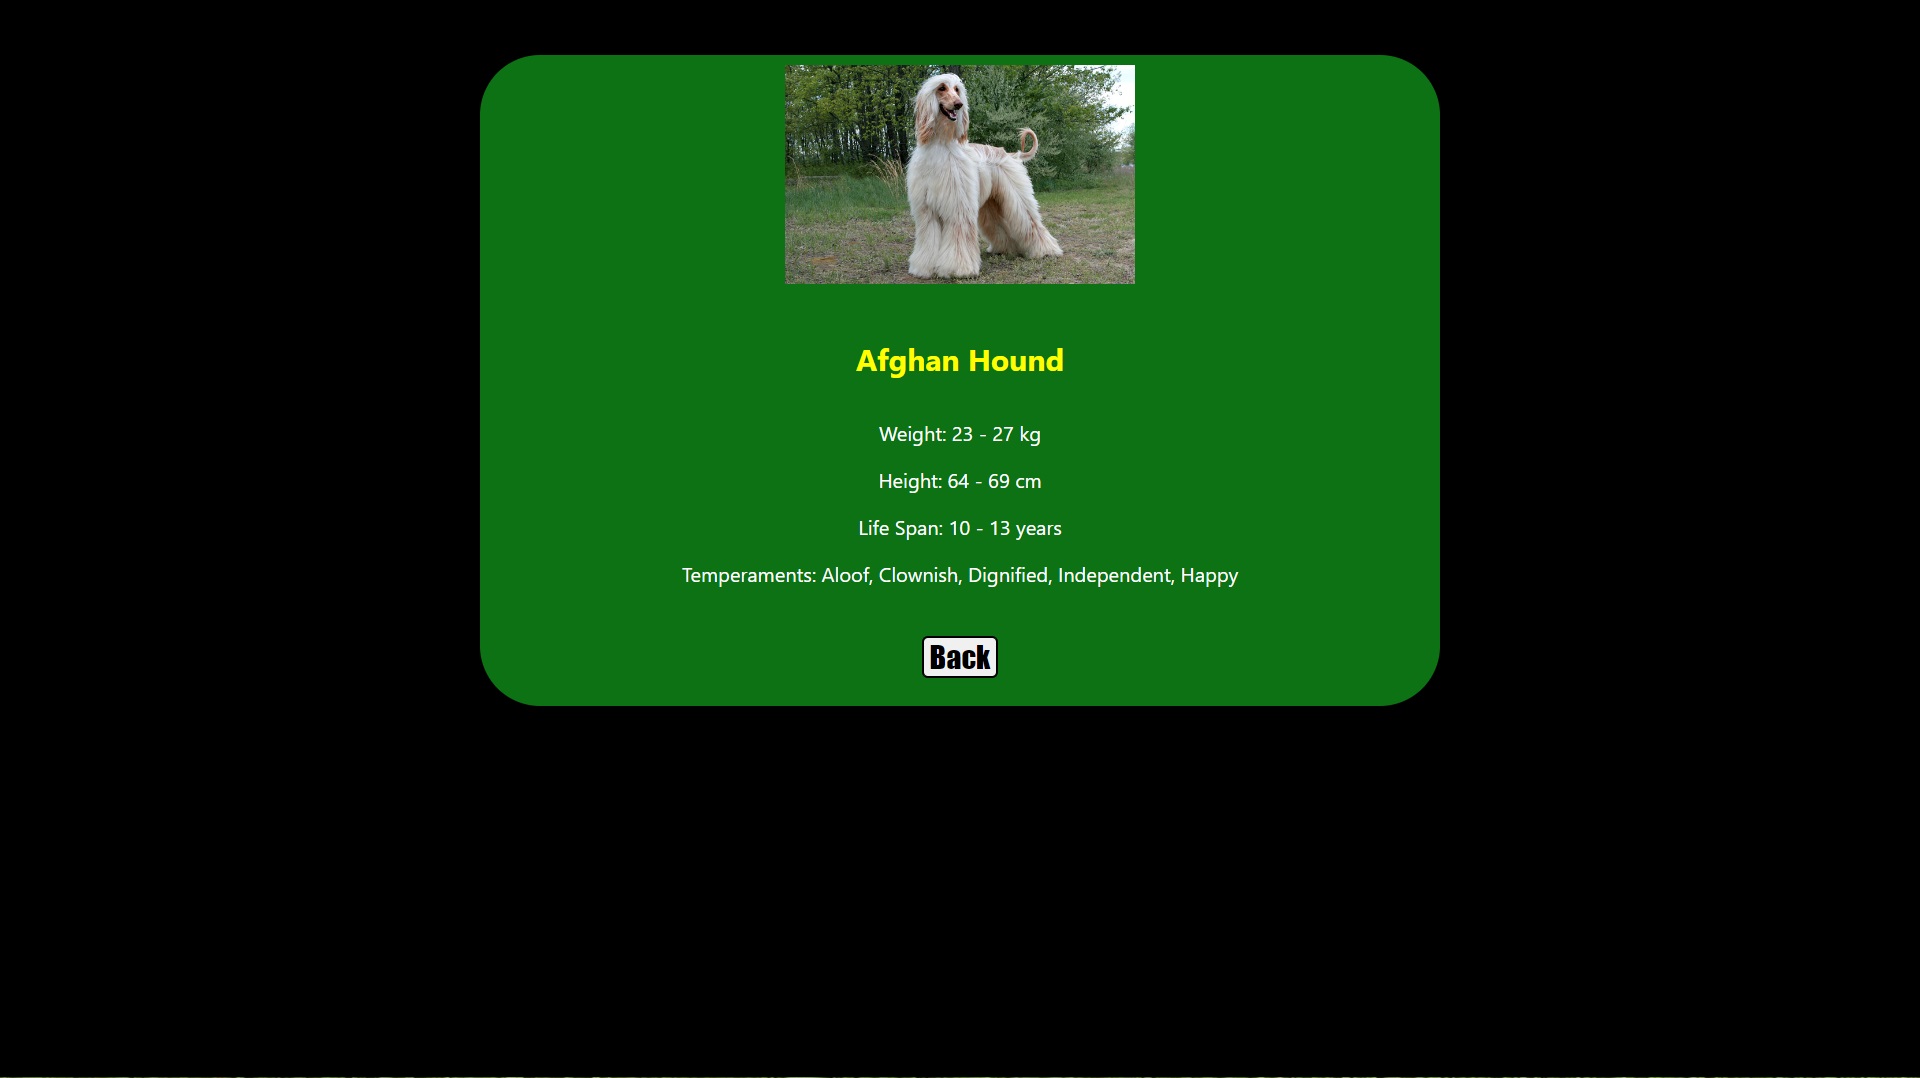 Afghan Hound
Weight: 23 - 27 kg
Height: 64 - 69 cm
Life Span: 10 - 13 years
Temperaments: Aloof, Clownish, Dignified, Independent, Happy
Back